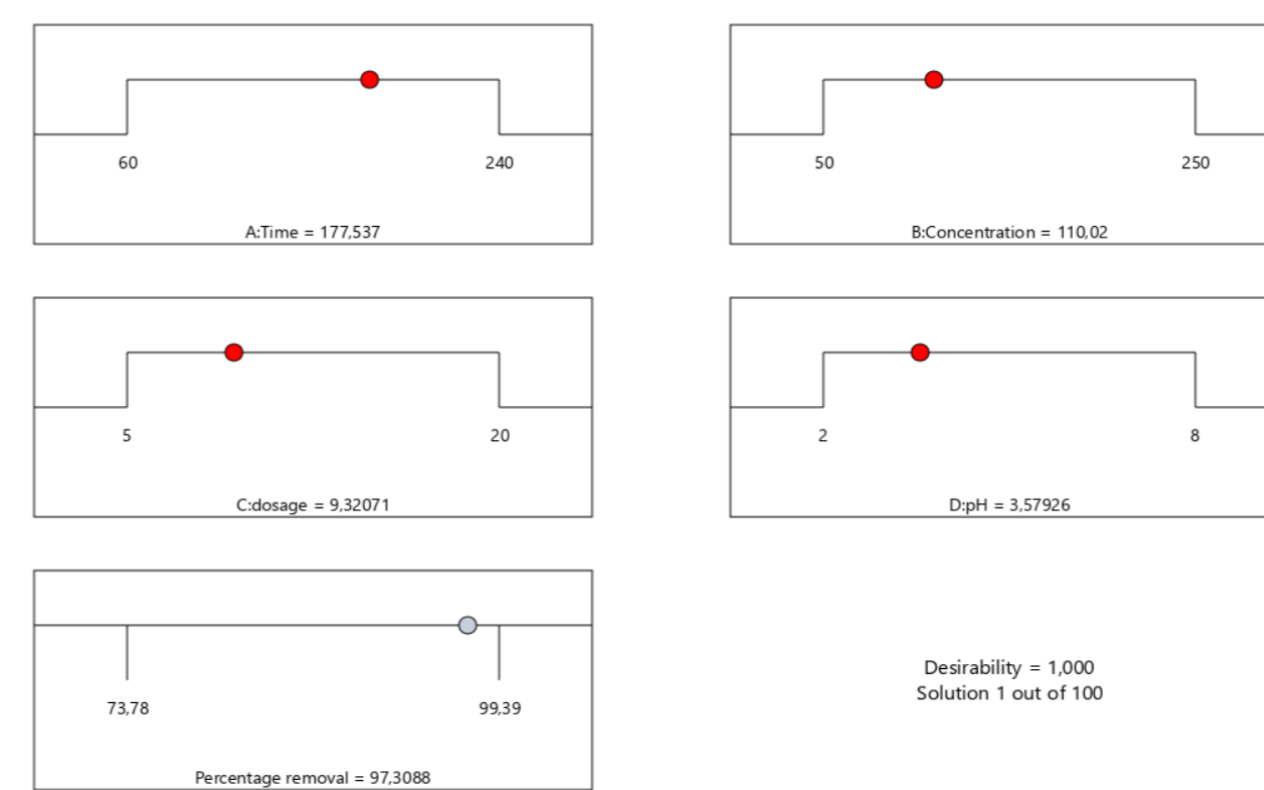 60 240
A:Time = 177,537
50 250
B:Concentration = 110,02
5 20
C:dosage = 9,32071
2 8
D:pH = 3,57926
73,78 99,39
Percentage removal = 97,3088
Desirability = 1,000
Solution 1 out of 100